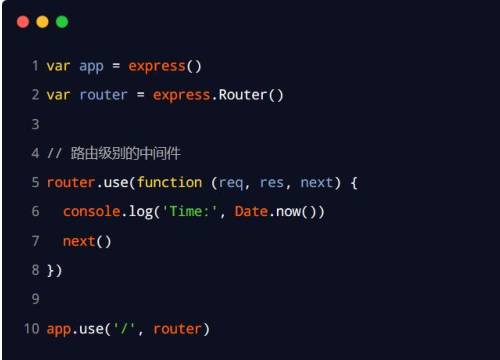 1 var app = express()
2 var router = express.Router()
3
4 // 路由级别的中间件
5 router.use(function (req, res, next) {
6   console.log('Time:', Date.now())
7   next()
8 })
9
10 app.use('/', router)